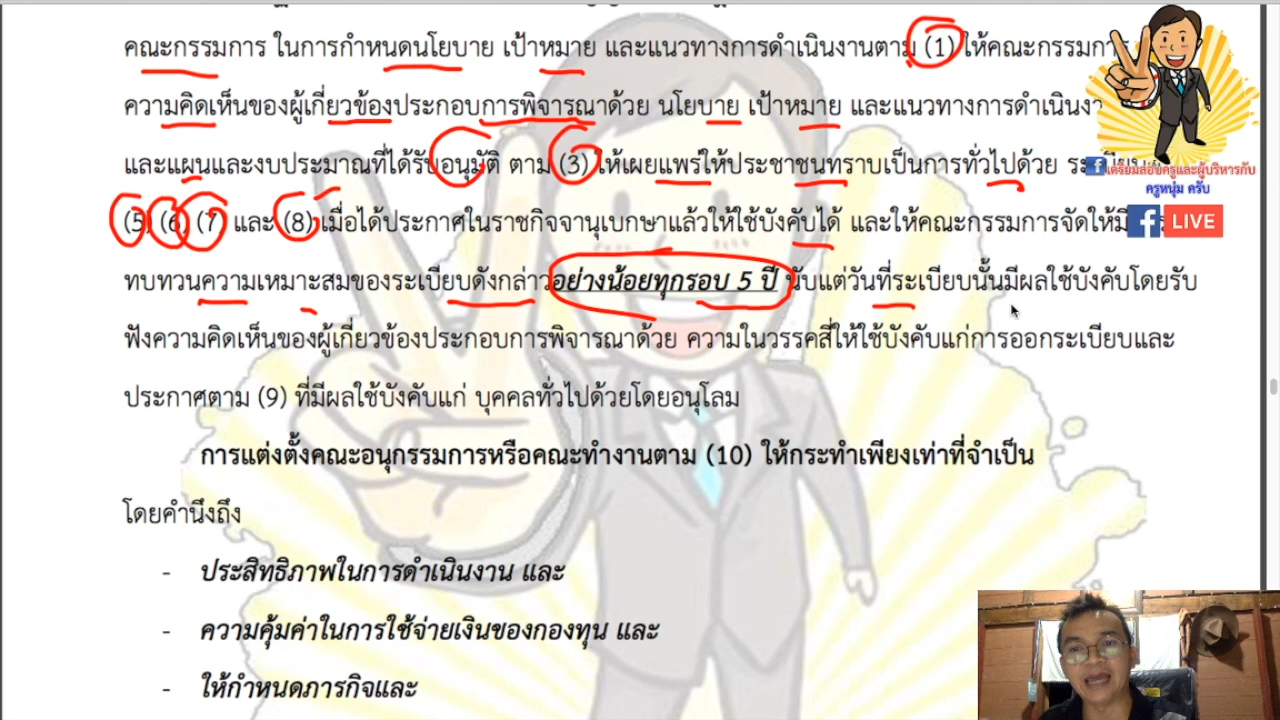 คณะกรรมการ ในการกำหนดนโยบาย เป้าหมาย และแนวทางการดำเนินงานตาม (1) ให้คณะกรรมการ
ความคิดเห็นของผู้เกี่ยวข้องประกอบการพิจารณาด้วย นโยบาย เป้าหมาย และแนวทางการดำเนินงา
และแผนและงบประมาณที่ได้รับอนุมัติ ตาม (3) ให้เผยแพร่ให้ประชาชนทราบเป็นการทั่วไปด้วย
(5) (6) (7) และ (8) เมื่อได้ประกาศในราชกิจจานุเบกษาแล้วให้ใช้บังคับได้ และให้คณะกรรมการจัดให้มี
ทบทวนความเหมาะสมของระเบียบดังกล่าวอย่างน้อยทุกรอบ 5 ปี นับแต่วันที่ระเบียบนั้นมีผลใช้บังคับโดยรับ
ฟังความคิดเห็นของผู้เกี่ยวข้องประกอบการพิจารณาด้วย ความในวรรคสี่ให้ใช้บังคับแก่การออกระเบียบและ
ประกาศตาม (9) ที่มีผลใช้บังคับแก่ บุคคลทั่วไปด้วยโดยอนุโลม
การแต่งตั้งคณะอนุกรรมการหรือคณะทำงานตาม (10) ให้กระทำเพียงเท่าที่จำเป็น
โดยคำนึงถึง
- ประสิทธิภาพในการดำเนินงาน และ
- ความคุ้มค่าในการใช้จ่ายเงินของกองทุน และ
- ให้กำหนดภารกิจและ
เตรียมสอบครูและผู้บริหารกับ
ครูหนุ่ม ครับ
f LIVE